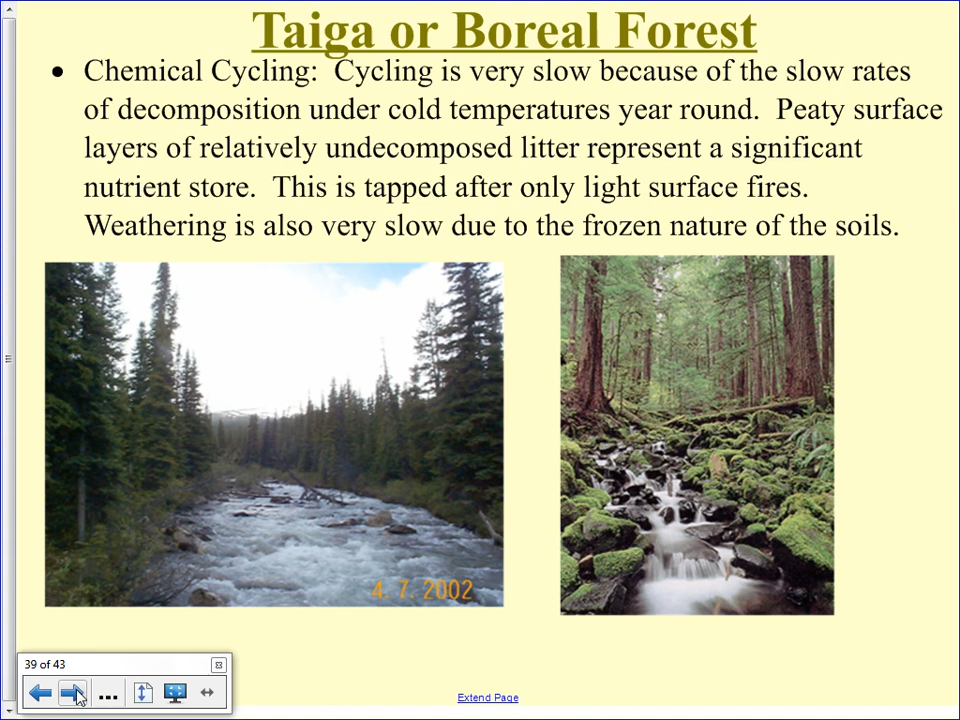 Taiga or Boreal Forest
• Chemical Cycling: Cycling is very slow because of the slow rates
of decomposition under cold temperatures year round. Peaty surface
layers of relatively undecomposed litter represent a significant
nutrient store. This is tapped after only light surface fires.
Weathering is also very slow due to the frozen nature of the soils.
4. 7. 2002
39 of 43
...
Extend Page